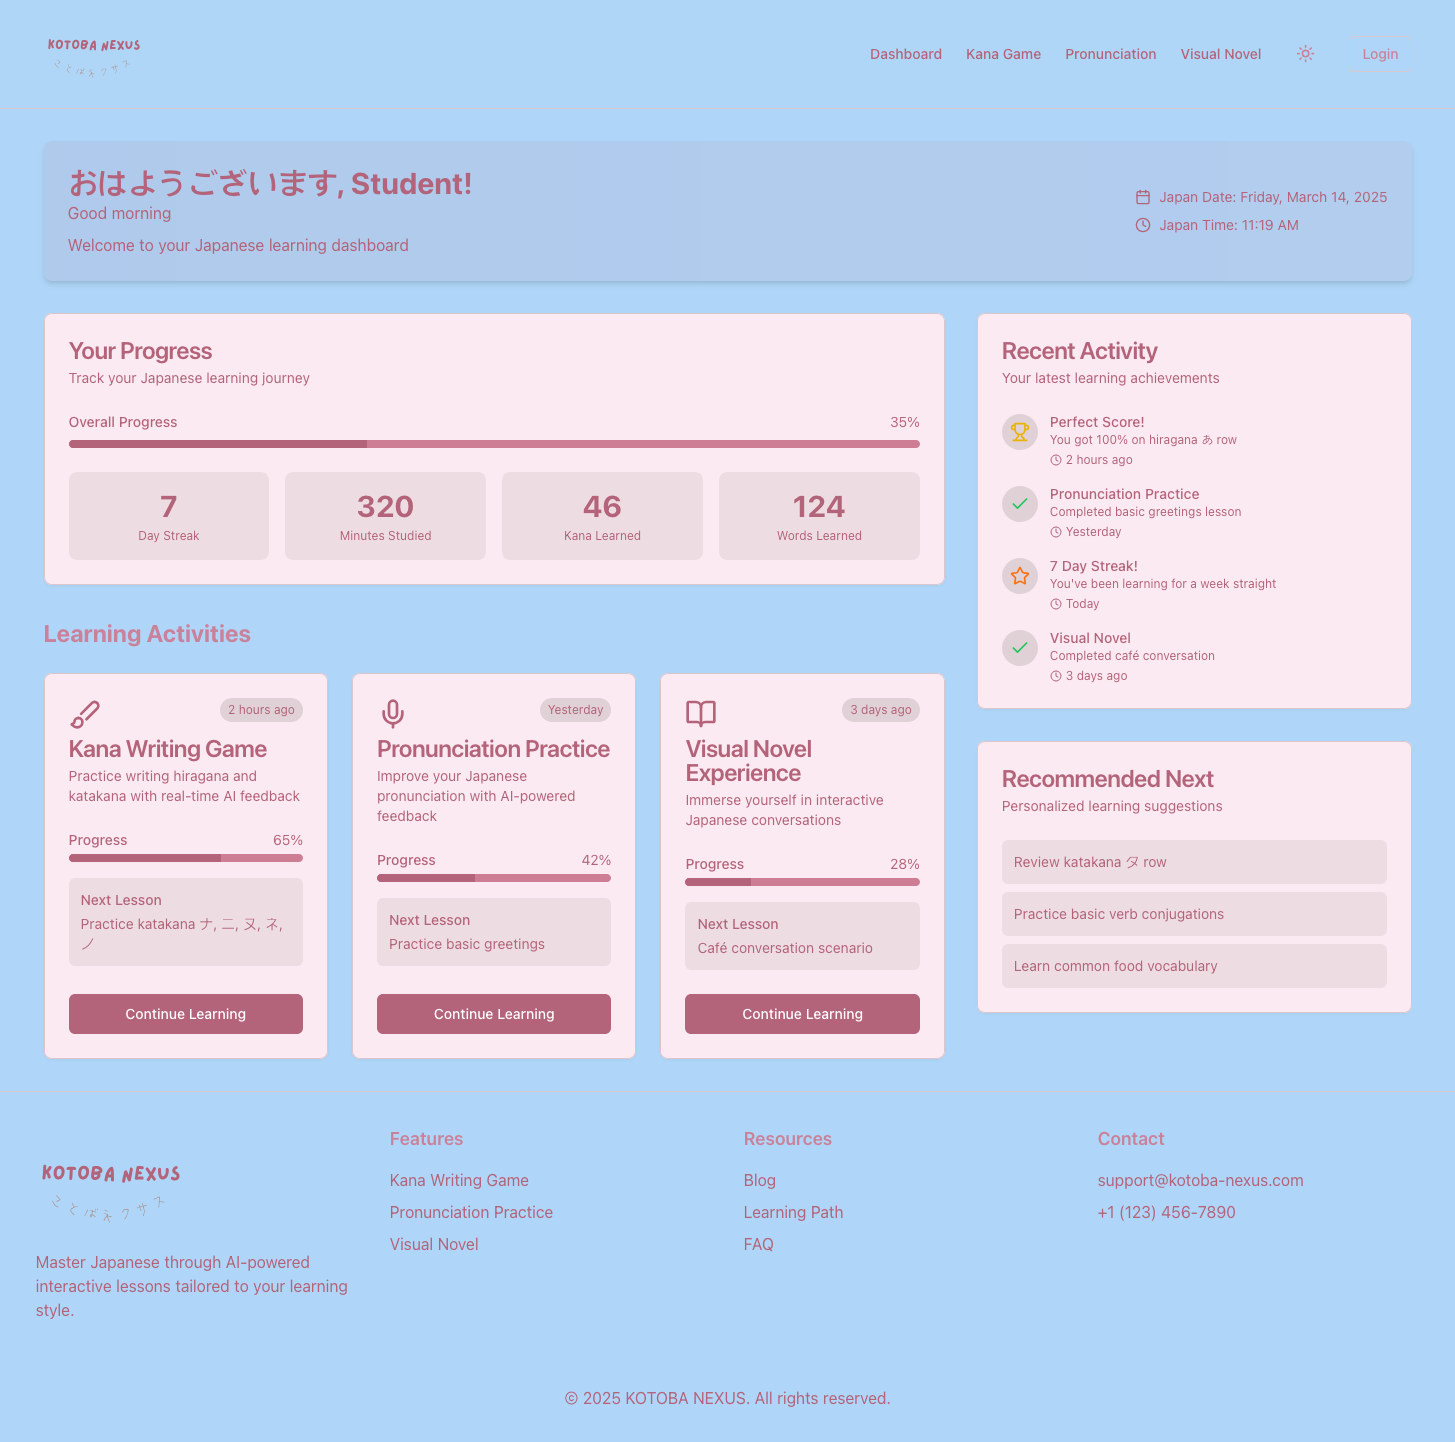 KOTOBA NEXUS
ことばネクサス
Dashboard
Kana Game
Pronunciation
Visual Novel
Login
おはようございます, Student!
Good morning
Welcome to your Japanese learning dashboard
Japan Date: Friday, March 14, 2025
Japan Time: 11:19 AM
Your Progress
Track your Japanese learning journey
Overall Progress
35%
7
Day Streak
320
Minutes Studied
46
Kana Learned
124
Words Learned
Learning Activities
2 hours ago
Kana Writing Game
Practice writing hiragana and
katakana with real-time AI feedback
Progress
65%
Next Lesson
Practice katakana ナ, ニ, ヌ, ネ,
ノ
Continue Learning
Yesterday
Pronunciation Practice
Improve your Japanese
pronunciation with AI-powered
feedback
Progress
42%
Next Lesson
Practice basic greetings
Continue Learning
3 days ago
Visual Novel
Experience
Immerse yourself in interactive
Japanese conversations
Progress
28%
Next Lesson
Café conversation scenario
Continue Learning
Recent Activity
Your latest learning achievements
Perfect Score!
You got 100% on hiragana あ row
2 hours ago
Pronunciation Practice
Completed basic greetings lesson
Yesterday
7 Day Streak!
You've been learning for a week straight
Today
Visual Novel
Completed café conversation
3 days ago
Recommended Next
Personalized learning suggestions
Review katakana タ row
Practice basic verb conjugations
Learn common food vocabulary
KOTOBA NEXUS
ことばネクサス
Master Japanese through AI-powered
interactive lessons tailored to your learning
style.
Features
Kana Writing Game
Pronunciation Practice
Visual Novel
Resources
Blog
Learning Path
FAQ
Contact
support@kotoba-nexus.com
+1 (123) 456-7890
© 2025 KOTOBA NEXUS. All rights reserved.